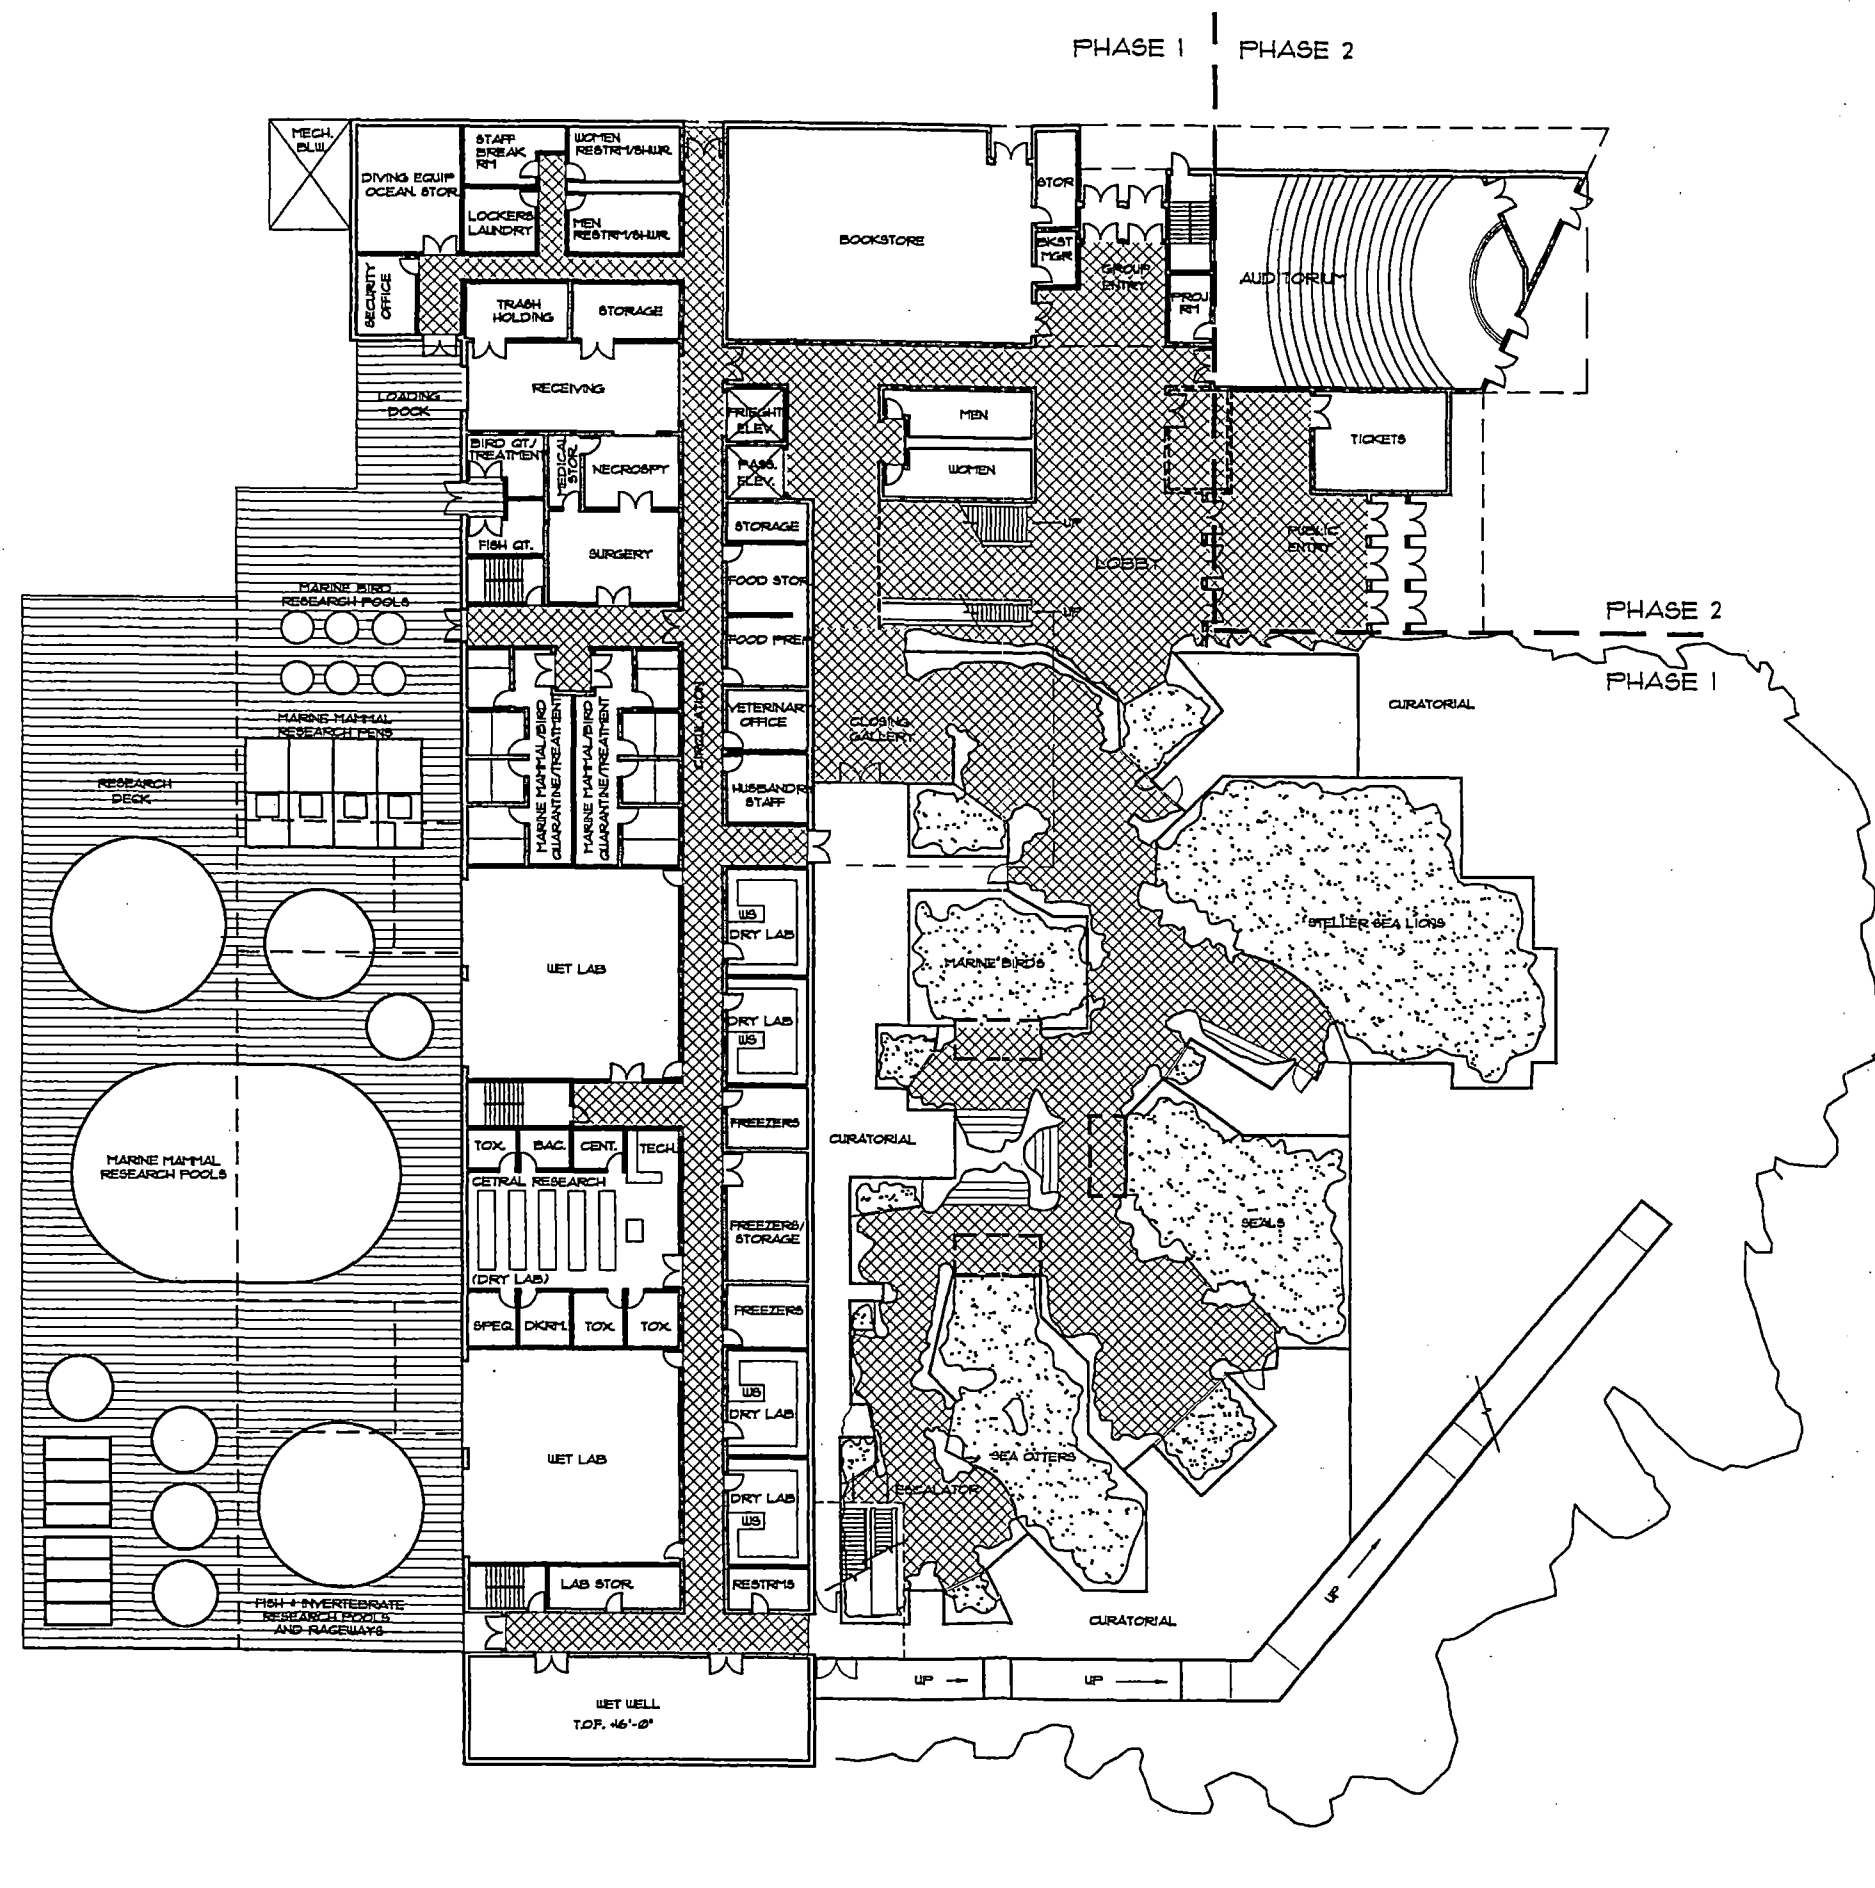 PHASE 1
PHASE 2
MECH.
BLW.
DIVING EQUIP
OCEAN. STOR.
STAFF
BREAK
RM
WOMEN
RESTRM/SHWR.
LOCKERS
LAUNDRY
MEN
RESTRM/SHWR.
SECURITY
OFFICE
TRASH
HOLDING
STORAGE
BOOKSTORE
STOR
BKST
MGR
GROUP
ENTRY
PROJ
RM
AUDITORIUM
LOADING
DOCK
RECEIVING
FRIEGHT
ELEV.
PASS.
ELEV.
MEN
WOMEN
TICKETS
BIRD QT./
TREATMENT
MEDICAL
STOR
NECROSPY
FISH QT.
SURGERY
STORAGE
FOOD STOR
FOOD PREP
UP
UP
LOBBY
PUBLIC
ENTRY
PHASE 2
PHASE 1
MARINE BIRD
RESEARCH POOLS
MARINE MAMMAL
RESEARCH PENS
RESEARCH
DECK
MARINE MAMMAL/BIRD
QUARANTINE/TREATMENT
MARINE MAMMAL/BIRD
QUARANTINE/TREATMENT
CIRCULATION
VETERINARY
OFFICE
HUSBANDRY
STAFF
CLOSING
GALLERY
CURATORIAL
WET LAB
WS
DRY LAB
DRY LAB
WS
MARINE BIRDS
STELLER SEA LIONS
MARINE MAMMAL
RESEARCH POOLS
TOX.
BAC.
CENT.
TECH.
CETRAL RESEARCH
(DRY LAB)
FREEZERS
FREEZERS/
STORAGE
FREEZERS
CURATORIAL
SEALS
SPEQ.
DKRM.
TOX.
TOX.
WET LAB
WS
DRY LAB
DRY LAB
WS
SEA OTTERS
ESCALATOR
LAB STOR.
RESTRMS
FISH & INVERTEBRATE
RESEARCH POOLS
AND RACEWAYS
CURATORIAL
UP
UP
UP
WET WELL
T.O.F. +16'-0"